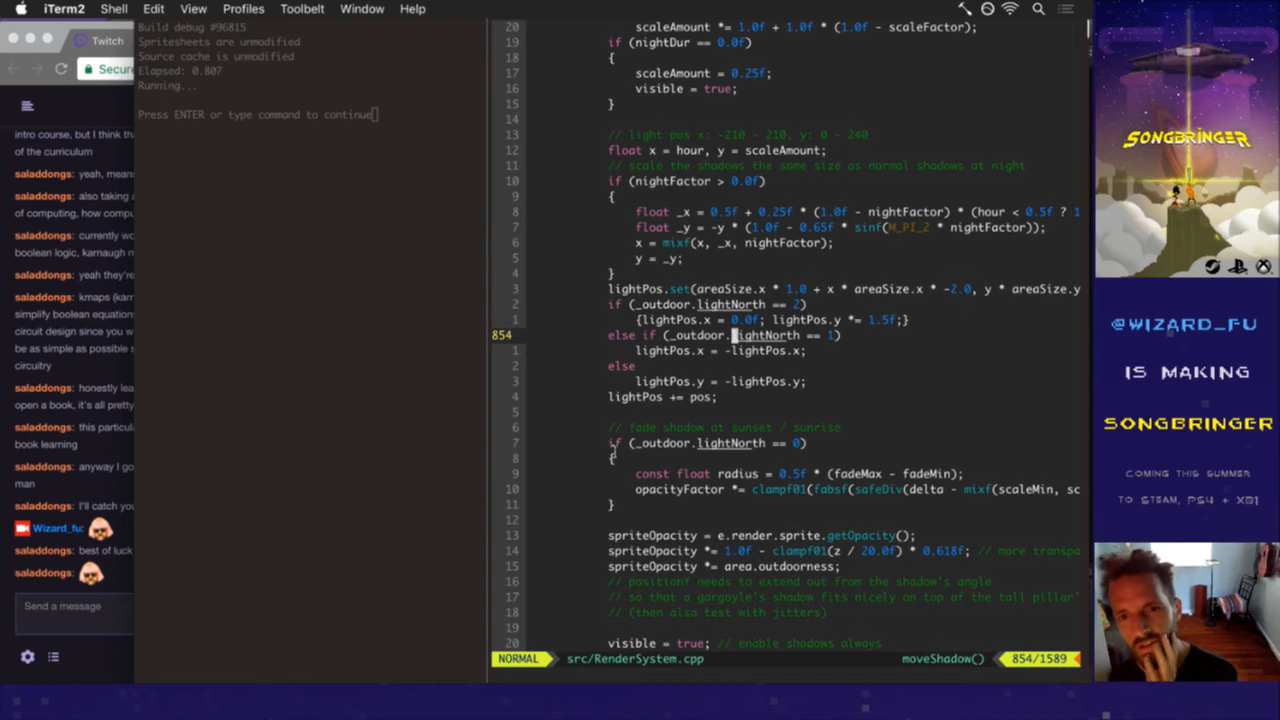 iTerm2 Shell Edit View Profiles Toolbelt Window Help
Twitch
Secure
intro course, but I think tha
of the curriculum
saladdongs: yeah, means
saladdongs: also taking a
of computing, how compu
saladdongs: currently wo
boolean logic, karnaugh m
saladdongs: yeah they're
saladdongs: kmaps (karn
simplify boolean equations
circuit design since you w
be as simple as possible s
circuitry
saladdongs: honestly lea
open a book, it's all pretty
saladdongs: this particula
book learning
saladdongs: anyway I go
man
saladdongs: I'll catch you
Wizard_fu:
saladdongs: best of luck
saladdongs:
Send a message
Build debug #96815
Spritesheets are unmodified
Source cache is unmodified
Elapsed: 0.807
Running...
Press ENTER or type command to continue
20 scaleAmount *= 1.0f + 1.0f * (1.0f - scaleFactor);
19 if (nightDur == 0.0f)
18 {
17 scaleAmount = 0.25f;
16 visible = true;
15 }
14
13 // light pos x: -210 - 210, y: 0 - 240
12 float x = hour, y = scaleAmount;
11 // scale the shadows the same size as normal shadows at night
10 if (nightFactor > 0.0f)
9 {
8 float _x = 0.5f + 0.25f * (1.0f - nightFactor) * (hour < 0.5f ? 1
7 float _y = -y * (1.0f - 0.65f * sinf(M_PI_2 * nightFactor));
6 x = mixf(x, _x, nightFactor);
5 y = _y;
4 }
3 lightPos.set(areaSize.x * 1.0 + x * areaSize.x * -2.0, y * areaSize.y
2 if (_outdoor.lightNorth == 2)
1 {lightPos.x = 0.0f; lightPos.y *= 1.5f;}
854 else if (_outdoor.lightNorth == 1)
1 lightPos.x = -lightPos.x;
2 else
3 lightPos.y = -lightPos.y;
4 lightPos += pos;
5
6 // fade shadow at sunset / sunrise
7 if (_outdoor.lightNorth == 0)
8 {
9 const float radius = 0.5f * (fadeMax - fadeMin);
10 opacityFactor *= clampf01(fabsf(safeDiv(delta - mixf(scaleMin, sc
11 }
12
13 spriteOpacity = e.render.sprite.getOpacity();
14 spriteOpacity *= 1.0f - clampf01(z / 20.0f) * 0.618f; // more transpa
15 spriteOpacity *= area.outdoorness;
16 // positionY needs to extend out from the shadow's angle
17 // so that a gargoyle's shadow fits nicely on top of the tall pillar'
18 // (then also test with jitters)
19
20 visible = true; // enable shadows always
NORMAL src/RenderSystem.cpp moveShadow() 854/1589
SONGBRINGER
@WIZARD_FU
IS MAKING
SONGBRINGER
COMING THIS SUMMER
TO STEAM, PS4 + XB1